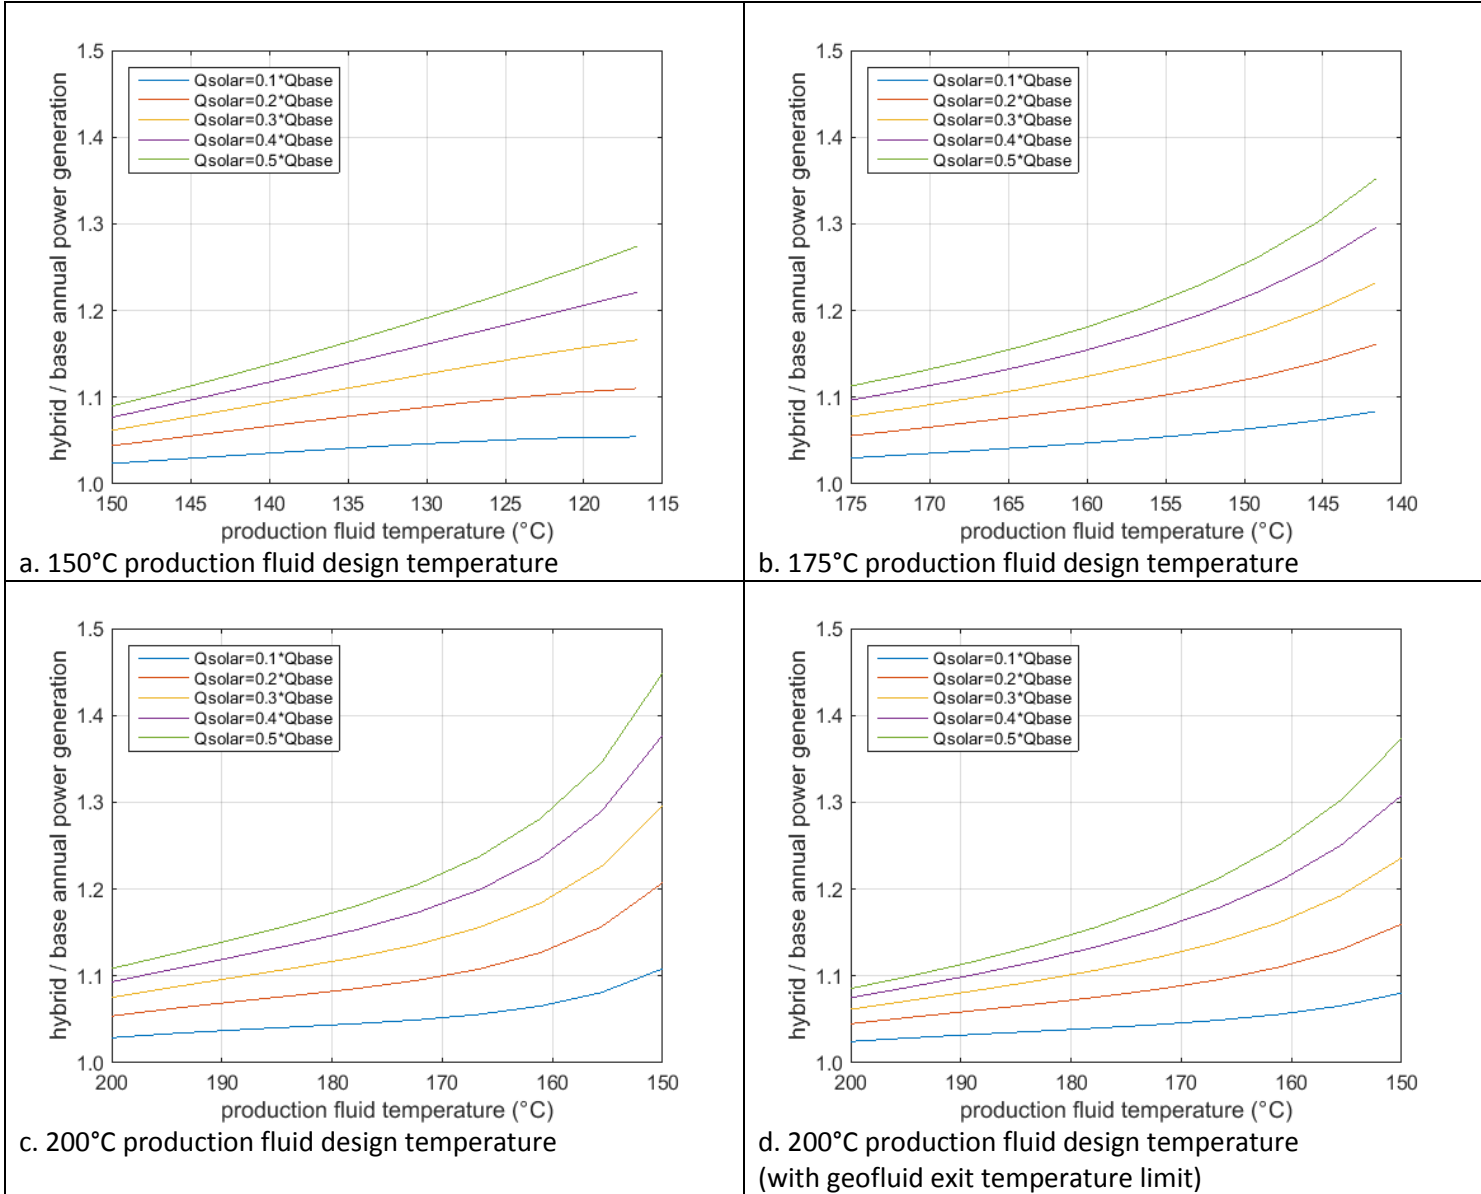 hybrid / base annual power generation
1.5
1.4
1.3
1.2
1.1
1.0
Qsolar=0.1*Qbase
Qsolar=0.2*Qbase
Qsolar=0.3*Qbase
Qsolar=0.4*Qbase
Qsolar=0.5*Qbase
150 145 140 135 130 125 120 115
production fluid temperature (°C)
a. 150°C production fluid design temperature
hybrid / base annual power generation
1.5
1.4
1.3
1.2
1.1
1.0
Qsolar=0.1*Qbase
Qsolar=0.2*Qbase
Qsolar=0.3*Qbase
Qsolar=0.4*Qbase
Qsolar=0.5*Qbase
175 170 165 160 155 150 145 140
production fluid temperature (°C)
b. 175°C production fluid design temperature
hybrid / base annual power generation
1.5
1.4
1.3
1.2
1.1
1.0
Qsolar=0.1*Qbase
Qsolar=0.2*Qbase
Qsolar=0.3*Qbase
Qsolar=0.4*Qbase
Qsolar=0.5*Qbase
200 190 180 170 160 150
production fluid temperature (°C)
c. 200°C production fluid design temperature
hybrid / base annual power generation
1.5
1.4
1.3
1.2
1.1
1.0
Qsolar=0.1*Qbase
Qsolar=0.2*Qbase
Qsolar=0.3*Qbase
Qsolar=0.4*Qbase
Qsolar=0.5*Qbase
200 190 180 170 160 150
production fluid temperature (°C)
d. 200°C production fluid design temperature
(with geofluid exit temperature limit)